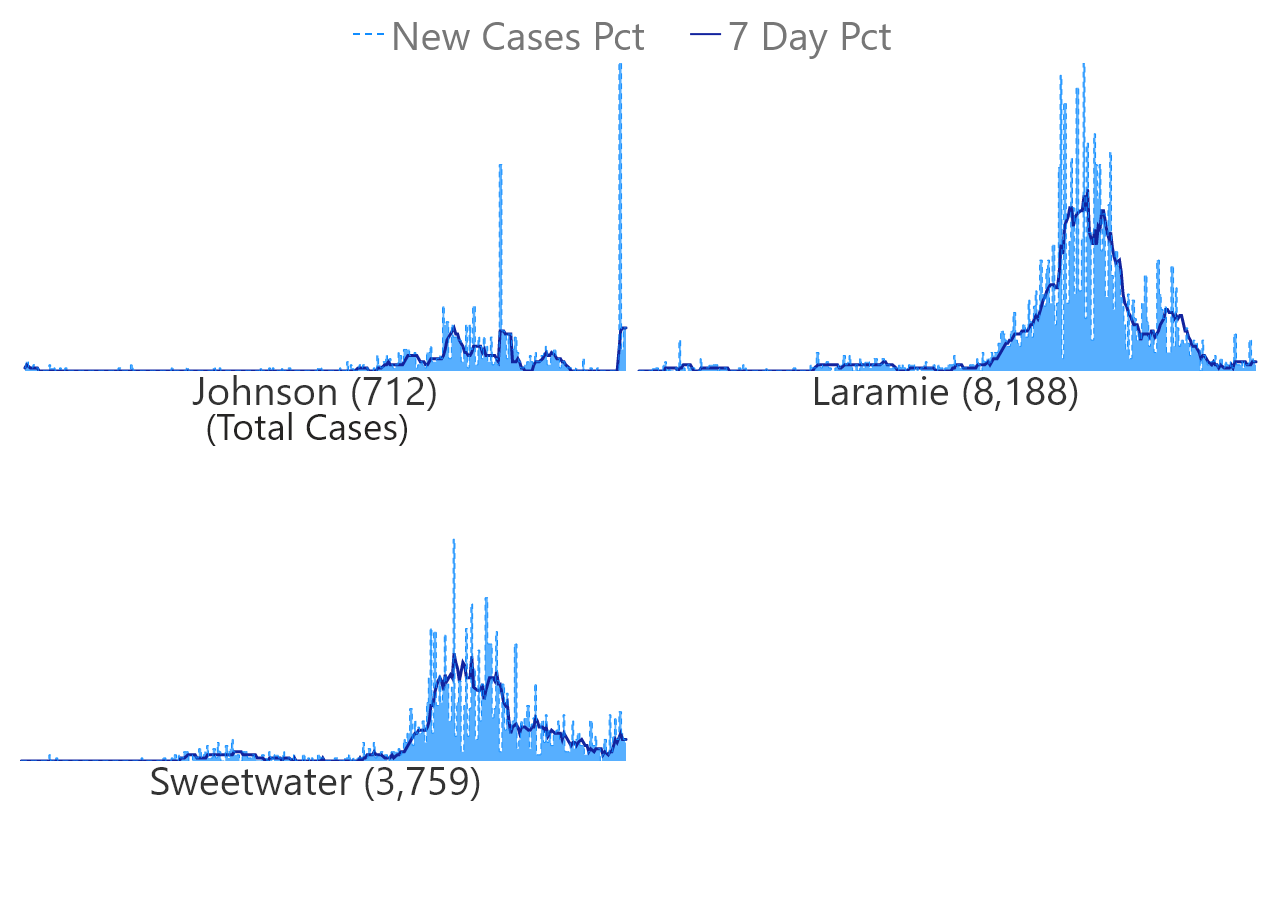 New Cases Pct 7 Day Pct
Johnson (712)
(Total Cases)
Laramie (8,188)
Sweetwater (3,759)